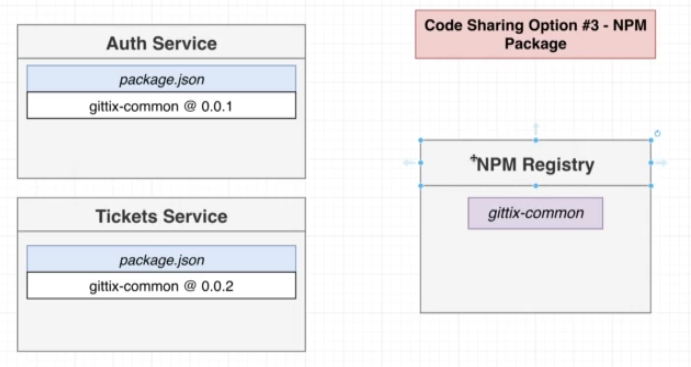 Auth Service
package.json
gittix-common @ 0.0.1
Tickets Service
package.json
gittix-common @ 0.0.2
Code Sharing Option #3 - NPM
Package
NPM Registry
gittix-common